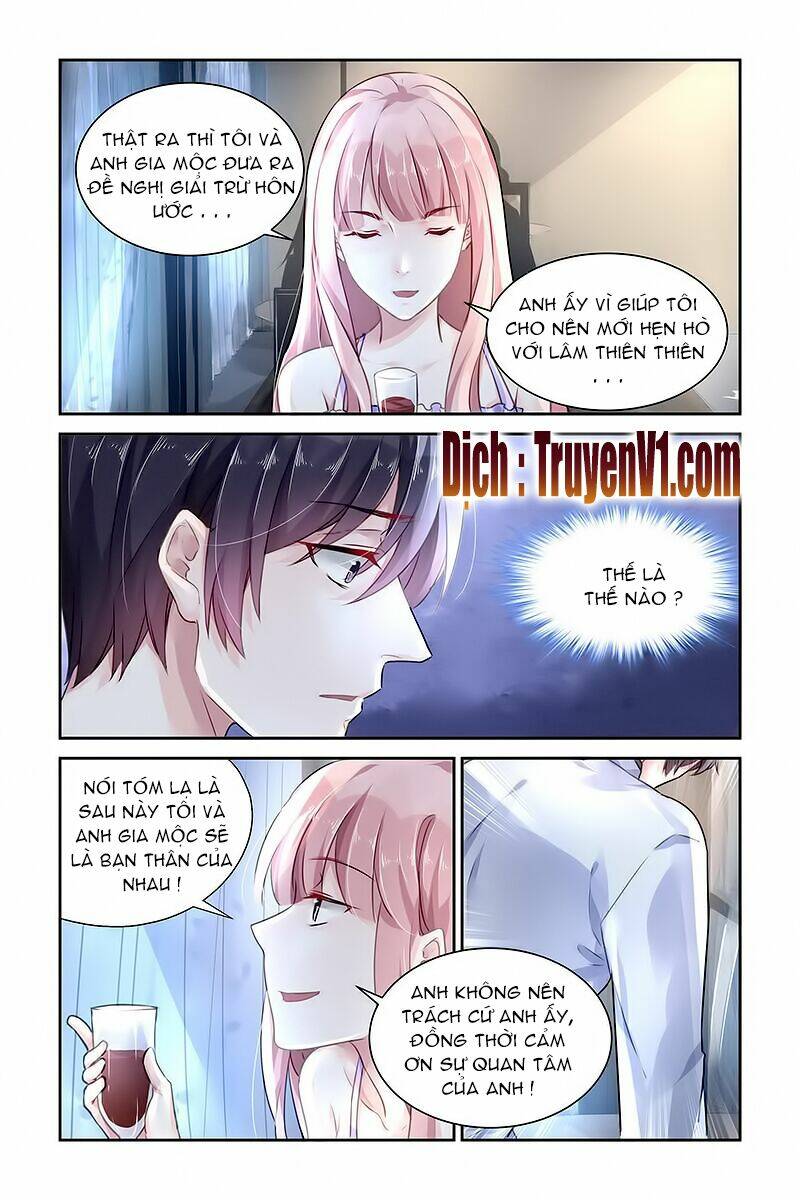 THẬT RA THÌ TÔI VÀ
ANH GIA MỘC ĐƯA RA
ĐỀ NGHỊ GIẢI TRỪ HÔN
ƯỚC . . .
ANH ẤY VÌ GIÚP TÔI
CHO NÊN MỚI HẸN HÒ
VỚI LÂM THIÊN THIÊN
. . .
Dịch : TruyenV1.com
THẾ LÀ
THẾ NÀO ?
NÓI TÓM LẠ LÀ
SAU NÀY TÔI VÀ
ANH GIA MỘC SẼ
LÀ BẠN THÂN CỦA
NHAU !
ANH KHÔNG NÊN
TRÁCH CỨ ANH ẤY,
ĐỒNG THỜI CẢM
ƠN SỰ QUAN TÂM
CỦA ANH !